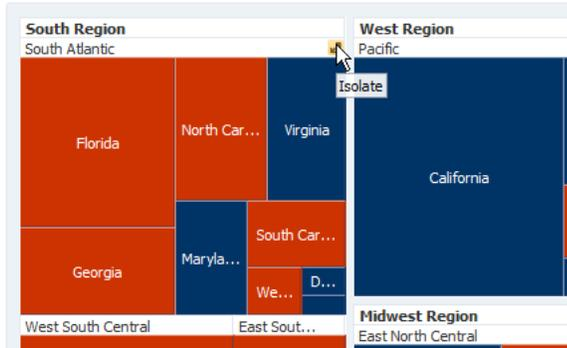 South Region
South Atlantic
Isolate
Florida
North Car...
Virginia
Georgia
Maryla...
South Car...
We...
D...
West South Central
East Sout...
West Region
Pacific
California
Midwest Region
East North Central